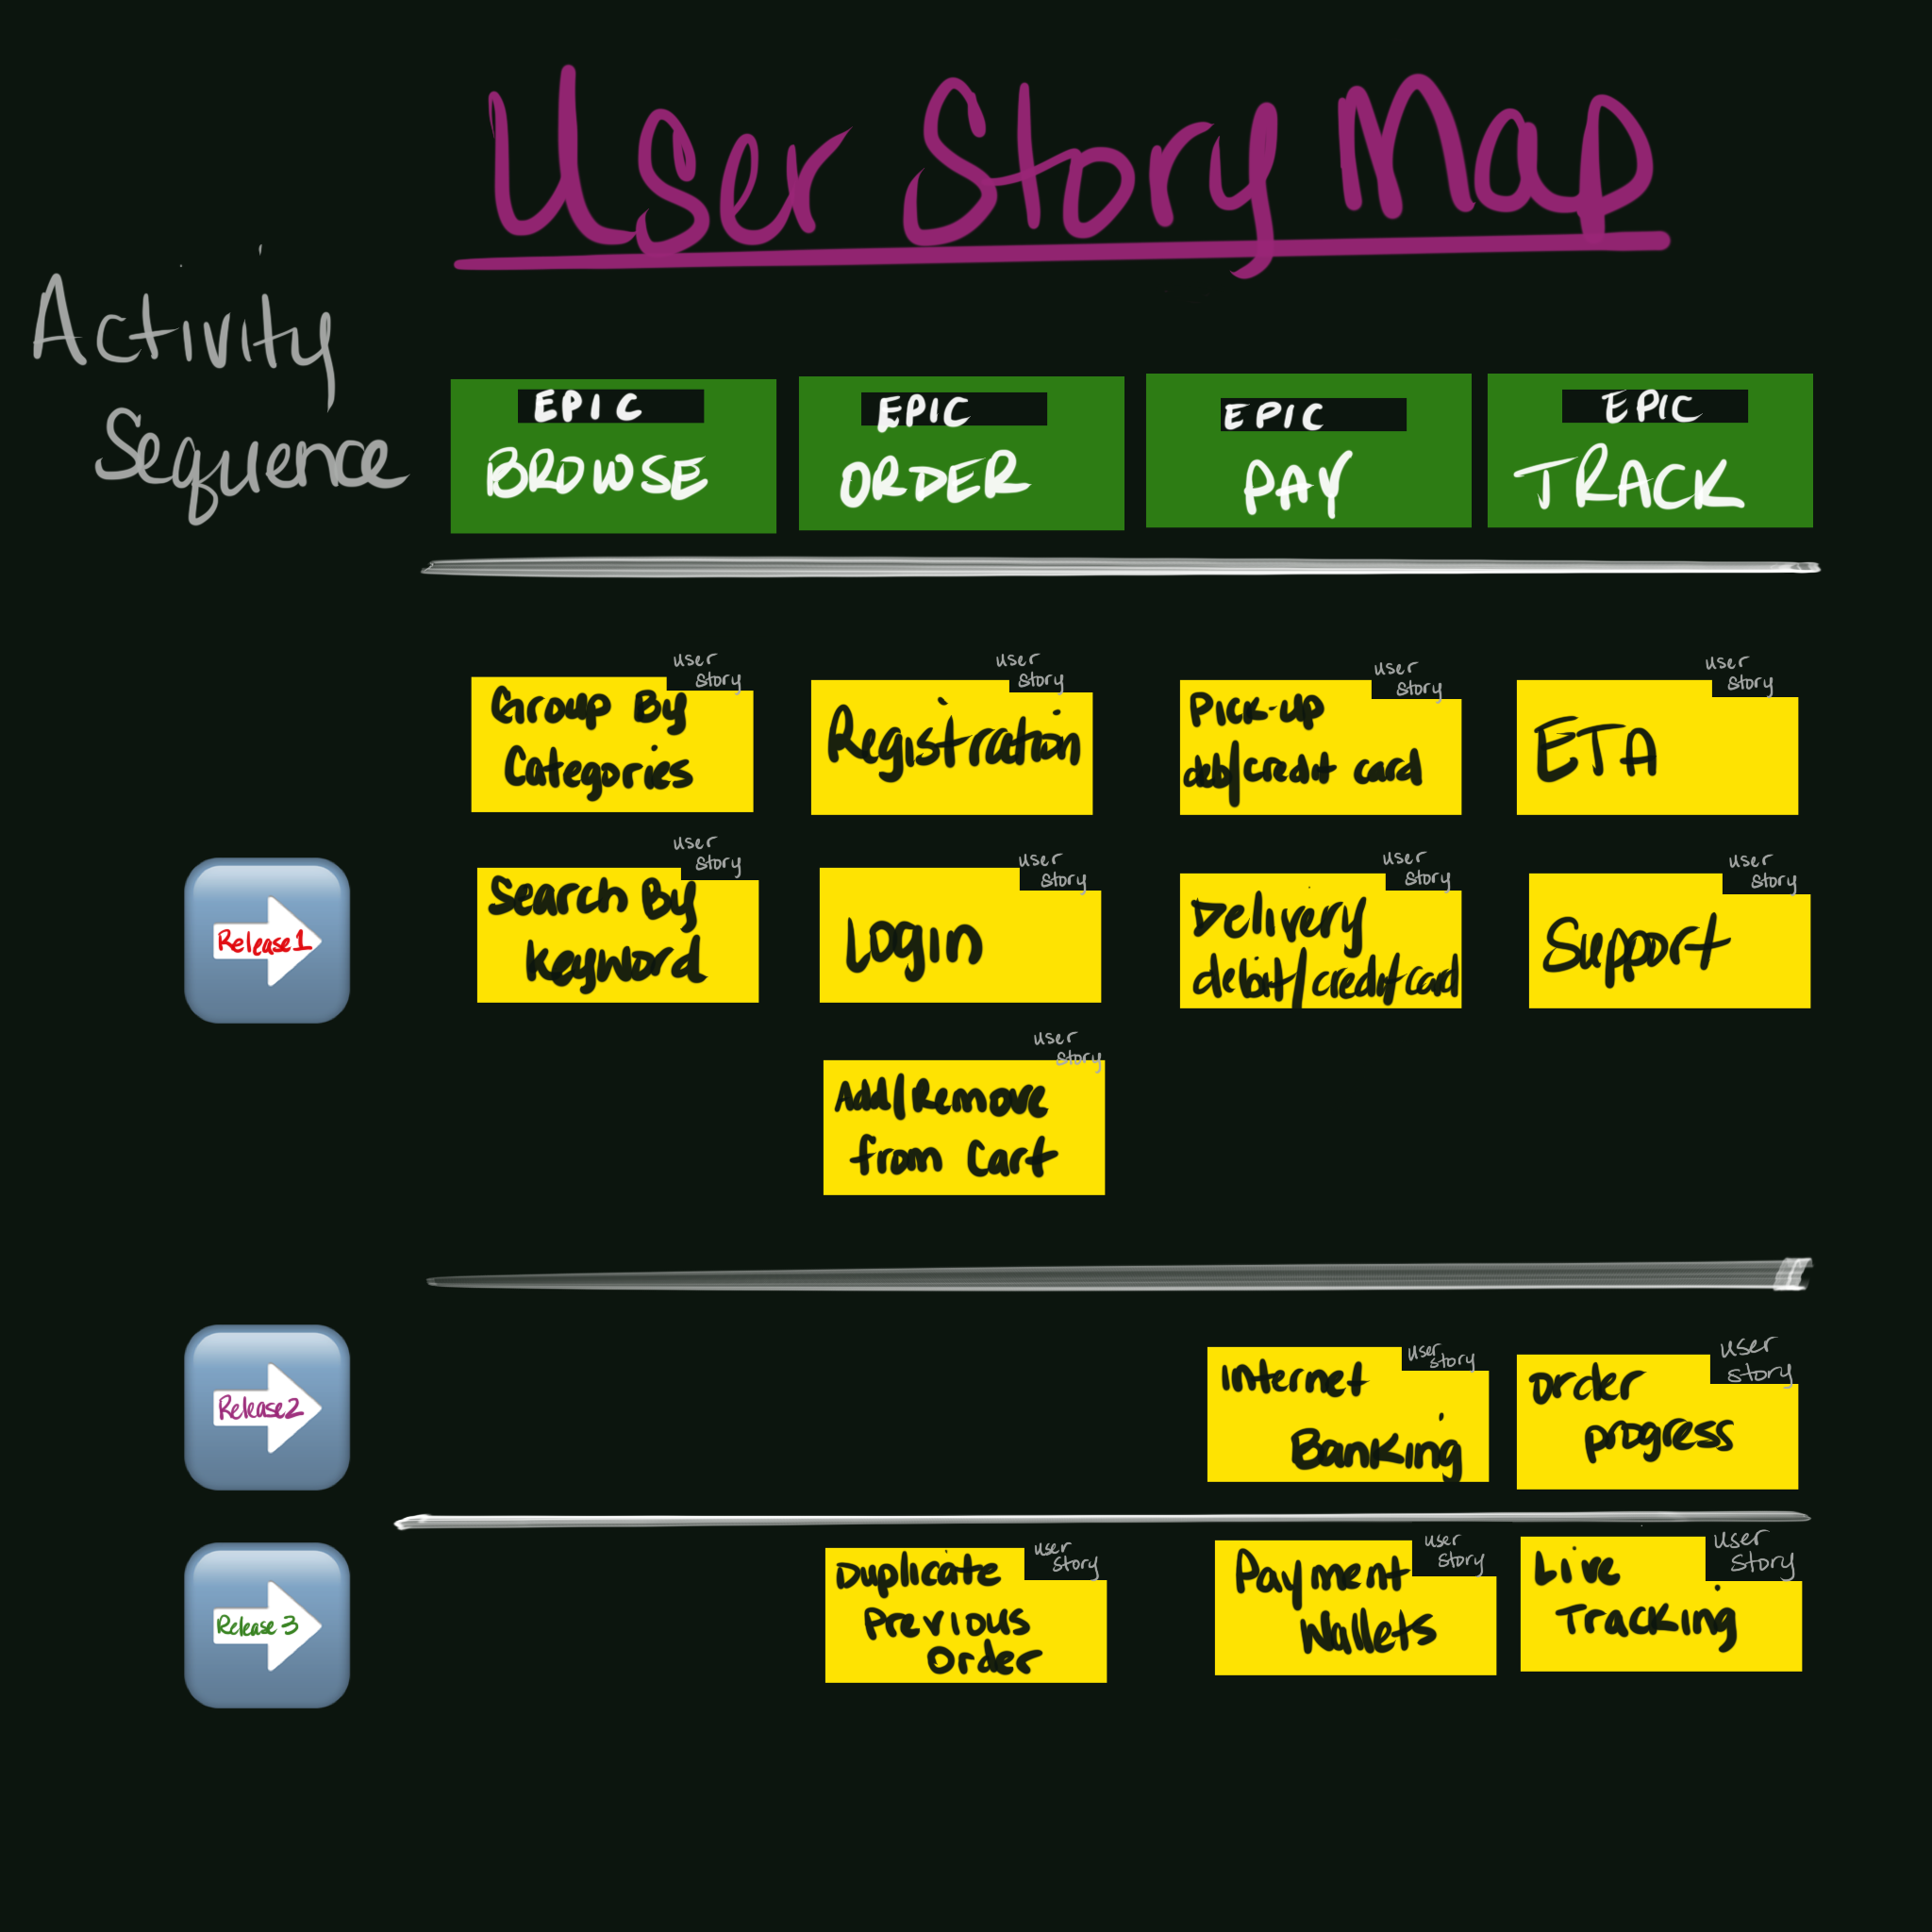 User Story Map
Activity
Sequence
EPIC
BROWSE
EPIC
ORDER
EPIC
PAY
EPIC
TRACK
user
story
Group By
Categories
user
story
Registration
user
story
Pick-up
deb/credit card
user
story
ETA
Release1
user
story
Search By
Keyword
user
story
Login
user
story
Delivery
debit/credit card
user
story
Support
user
story
Add/Remove
from Cart
Release2
user
story
Internet
Banking
user
story
order
progress
Release 3
user
story
Duplicate
Previous
Order
user
story
Payment
Wallets
user
story
Live
Tracking